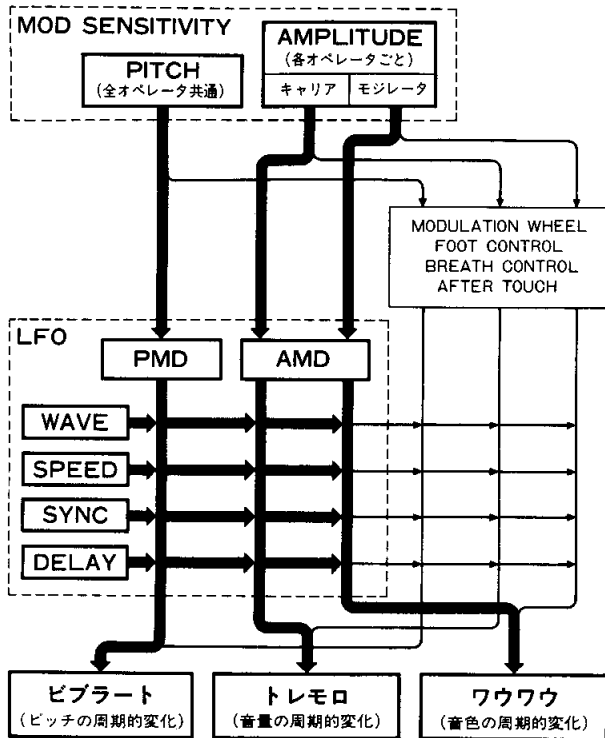 MOD SENSITIVITY
PITCH
(全オペレータ共通)
AMPLITUDE
(各オペレータごと)
キャリア
モジレータ
MODULATION WHEEL
FOOT CONTROL
BREATH CONTROL
AFTER TOUCH
LFO
PMD
AMD
WAVE
SPEED
SYNC
DELAY
ビブラート
(ピッチの周期的変化)
トレモロ
(音量の周期的変化)
ワウワウ
(音色の周期的変化)